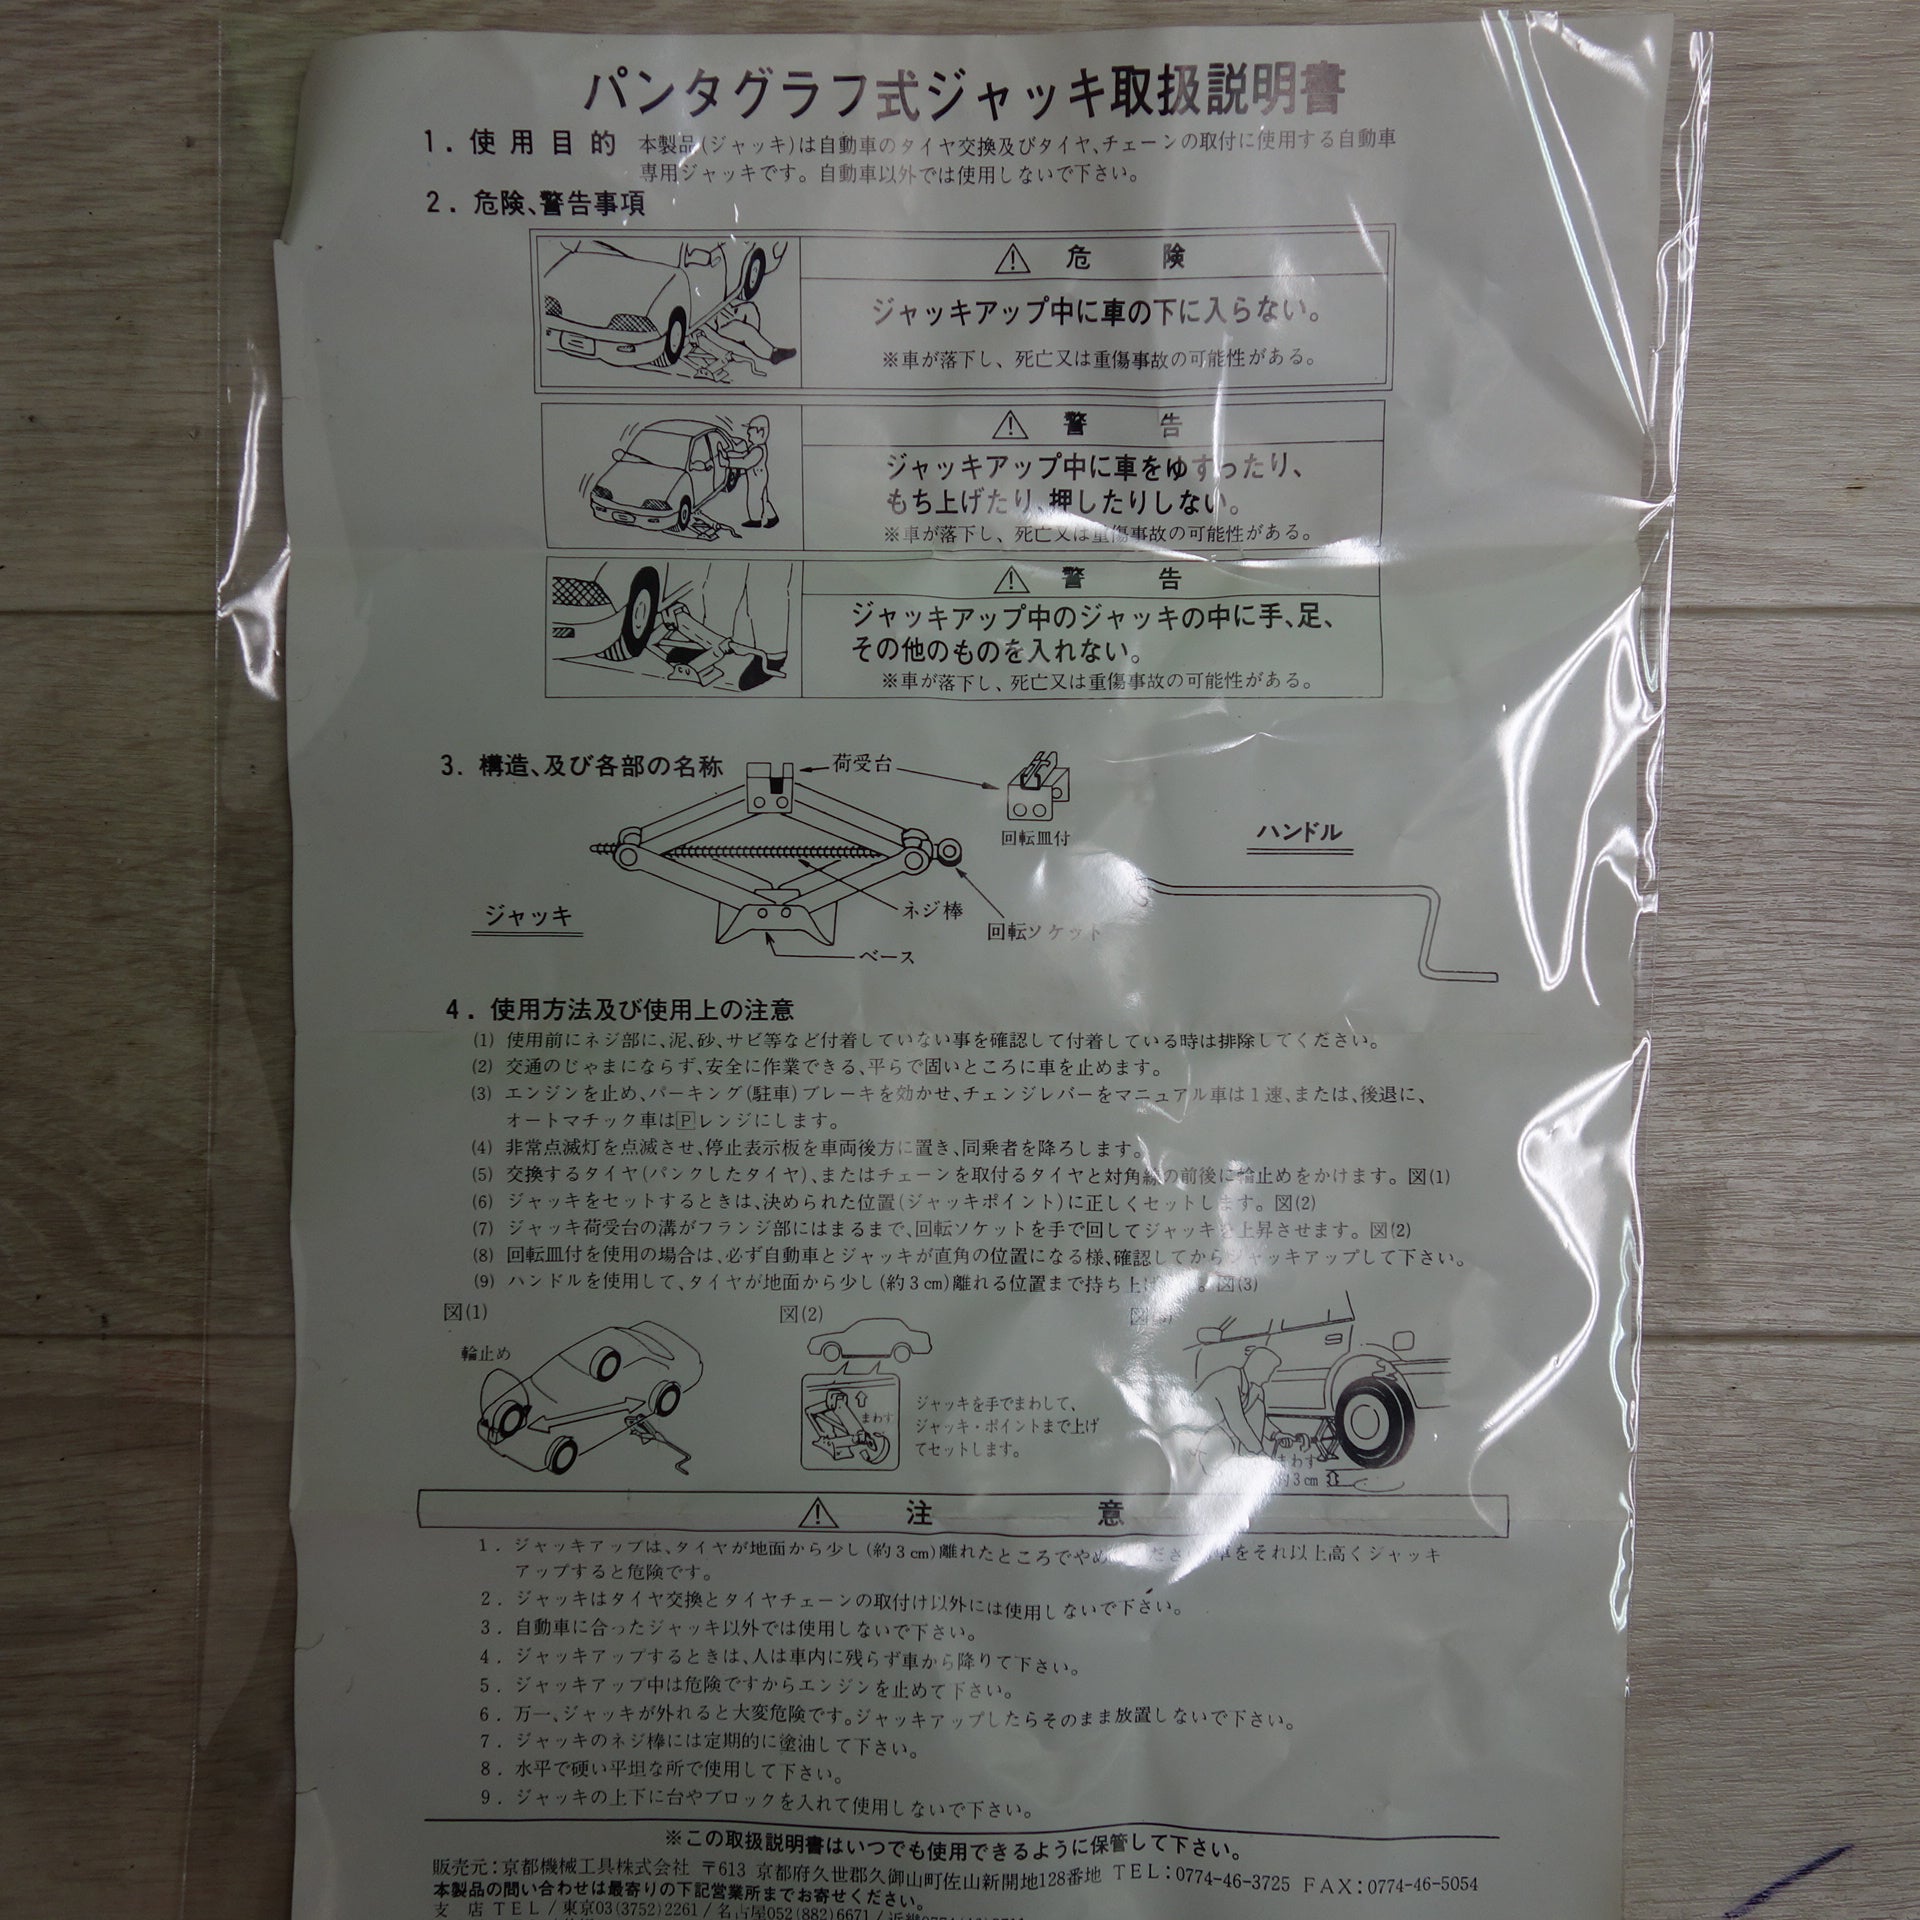 パンタグラフ式ジャッキ取扱説明書
1. 使用目的 本製品(ジャッキ)は自動車のタイヤ交換及びタイヤ、チェーンの取付に使用する自動車
専用ジャッキです。自動車以外では使用しないで下さい。
2. 危険、警告事項
⚠ 危険
ジャッキアップ中に車の下に入らない。
※車が落下し、死亡又は重傷事故の可能性がある。
⚠ 警告
ジャッキアップ中に車をゆすったり、
もち上げたり、押したりしない。
※車が落下し、死亡又は重傷事故の可能性がある。
⚠ 警告
ジャッキアップ中のジャッキの中に手、足、
その他のものを入れない。
※車が落下し、死亡又は重傷事故の可能性がある。
3. 構造、及び各部の名称
荷受台
回転皿付
ハンドル
ジャッキ
ネジ棒
回転ソケット
ベース
4. 使用方法及び使用上の注意
(1) 使用前にネジ部に、泥、砂、サビ等など付着していない事を確認して付着している時は排除してください。
(2) 交通のじゃまにならず、安全に作業できる、平らで固いところに車を止めます。
(3) エンジンを止め、パーキング(駐車)ブレーキを効かせ、チェンジレバーをマニュアル車は1速、または、後退に、
オートマチック車はPレンジにします。
(4) 非常点滅灯を点滅させ、停止表示板を車両後方に置き、同乗者を降ろします。
(5) 交換するタイヤ(パンクしたタイヤ)、またはチェーンを取付るタイヤと対角線の前後に輪止めをかけます。図(1)
(6) ジャッキをセットするときは、決められた位置(ジャッキポイント)に正しくセットします。図(2)
(7) ジャッキ荷受台の溝がフランジ部にはまるまで、回転ソケットを手で回してジャッキを上昇させます。図(2)
(8) 回転皿付を使用の場合は、必ず自動車とジャッキが直角の位置になる様、確認してからジャッキアップして下さい。
(9) ハンドルを使用して、タイヤが地面から少し(約3cm)離れる位置まで持ち上げ 。図(3)
図(1)
図(2)
輪止め
まわす
ジャッキを手でまわして、
ジャッキ・ポイントまで上げ
てセットします。
まわす
約3cm
⚠ 注意
1. ジャッキアップは、タイヤが地面から少し(約3cm)離れたところでやめ ださ 車をそれ以上高くジャッキ
アップすると危険です。
2. ジャッキはタイヤ交換とタイヤチェーンの取付け以外には使用しないで下さい。
3. 自動車に合ったジャッキ以外では使用しないで下さい。
4. ジャッキアップするときは、人は車内に残らず車から降りて下さい。
5. ジャッキアップ中は危険ですからエンジンを止めて下さい。
6. 万一、ジャッキが外れると大変危険です。ジャッキアップしたらそのまま放置しないで下さい。
7. ジャッキのネジ棒には定期的に塗油して下さい。
8. 水平で硬い平坦な所で使用して下さい。
9. ジャッキの上下に台やブロックを入れて使用しないで下さい。
※この取扱説明書はいつでも使用できるように保管して下さい。
販売元：京都機械工具株式会社 〒613 京都府久世郡久御山町佐山新開地128番地 TEL：0774-46-3725 FAX：0774-46-5054
本製品の問い合わせは最寄りの下記営業所までお寄せください。
支店 TEL/東京03(3752)2261/名古屋052(882)6671/